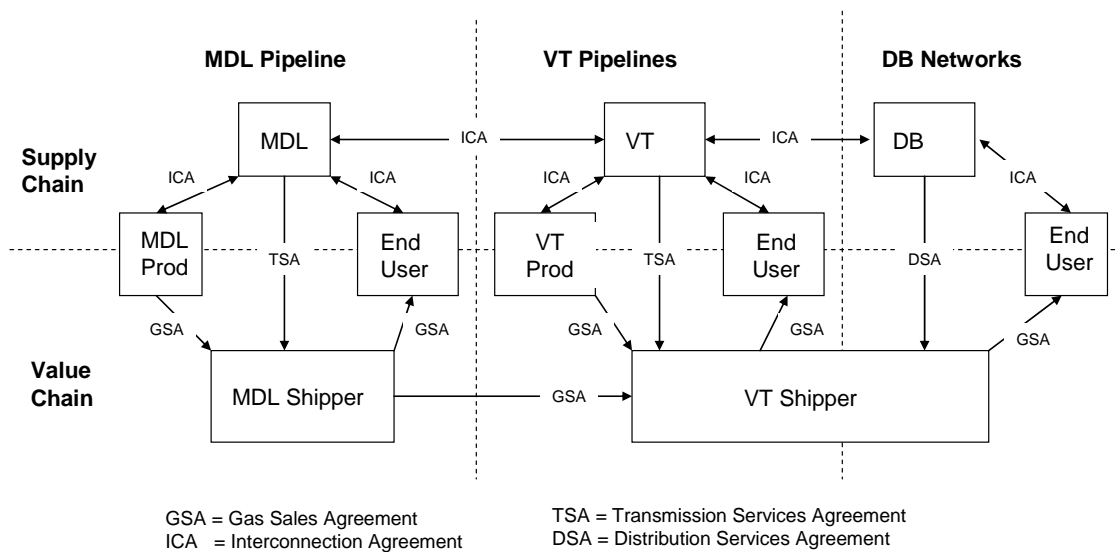 MDL Pipeline
VT Pipelines
DB Networks
Supply
Chain
MDL
ICA
VT
ICA
DB
ICA
ICA
ICA
ICA
ICA
MDL
Prod
TSA
End
User
VT
Prod
TSA
End
User
DSA
End
User
GSA
GSA
GSA
GSA
GSA
Value
Chain
MDL Shipper
GSA
VT Shipper
GSA = Gas Sales Agreement
ICA = Interconnection Agreement
TSA = Transmission Services Agreement
DSA = Distribution Services Agreement